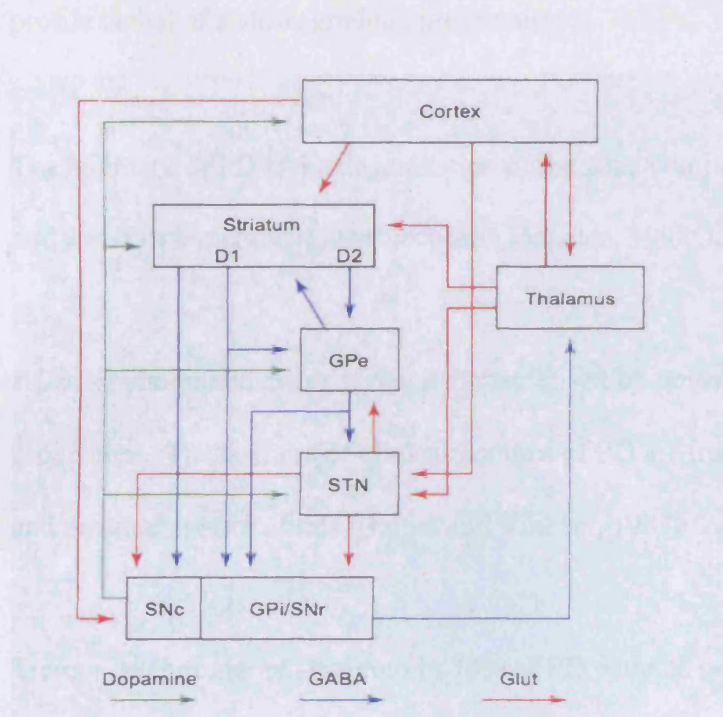 Cortex
Striatum
D1 D2
Thalamus
GPe
STN
SNc GPi/SNr
Dopamine GABA Glut